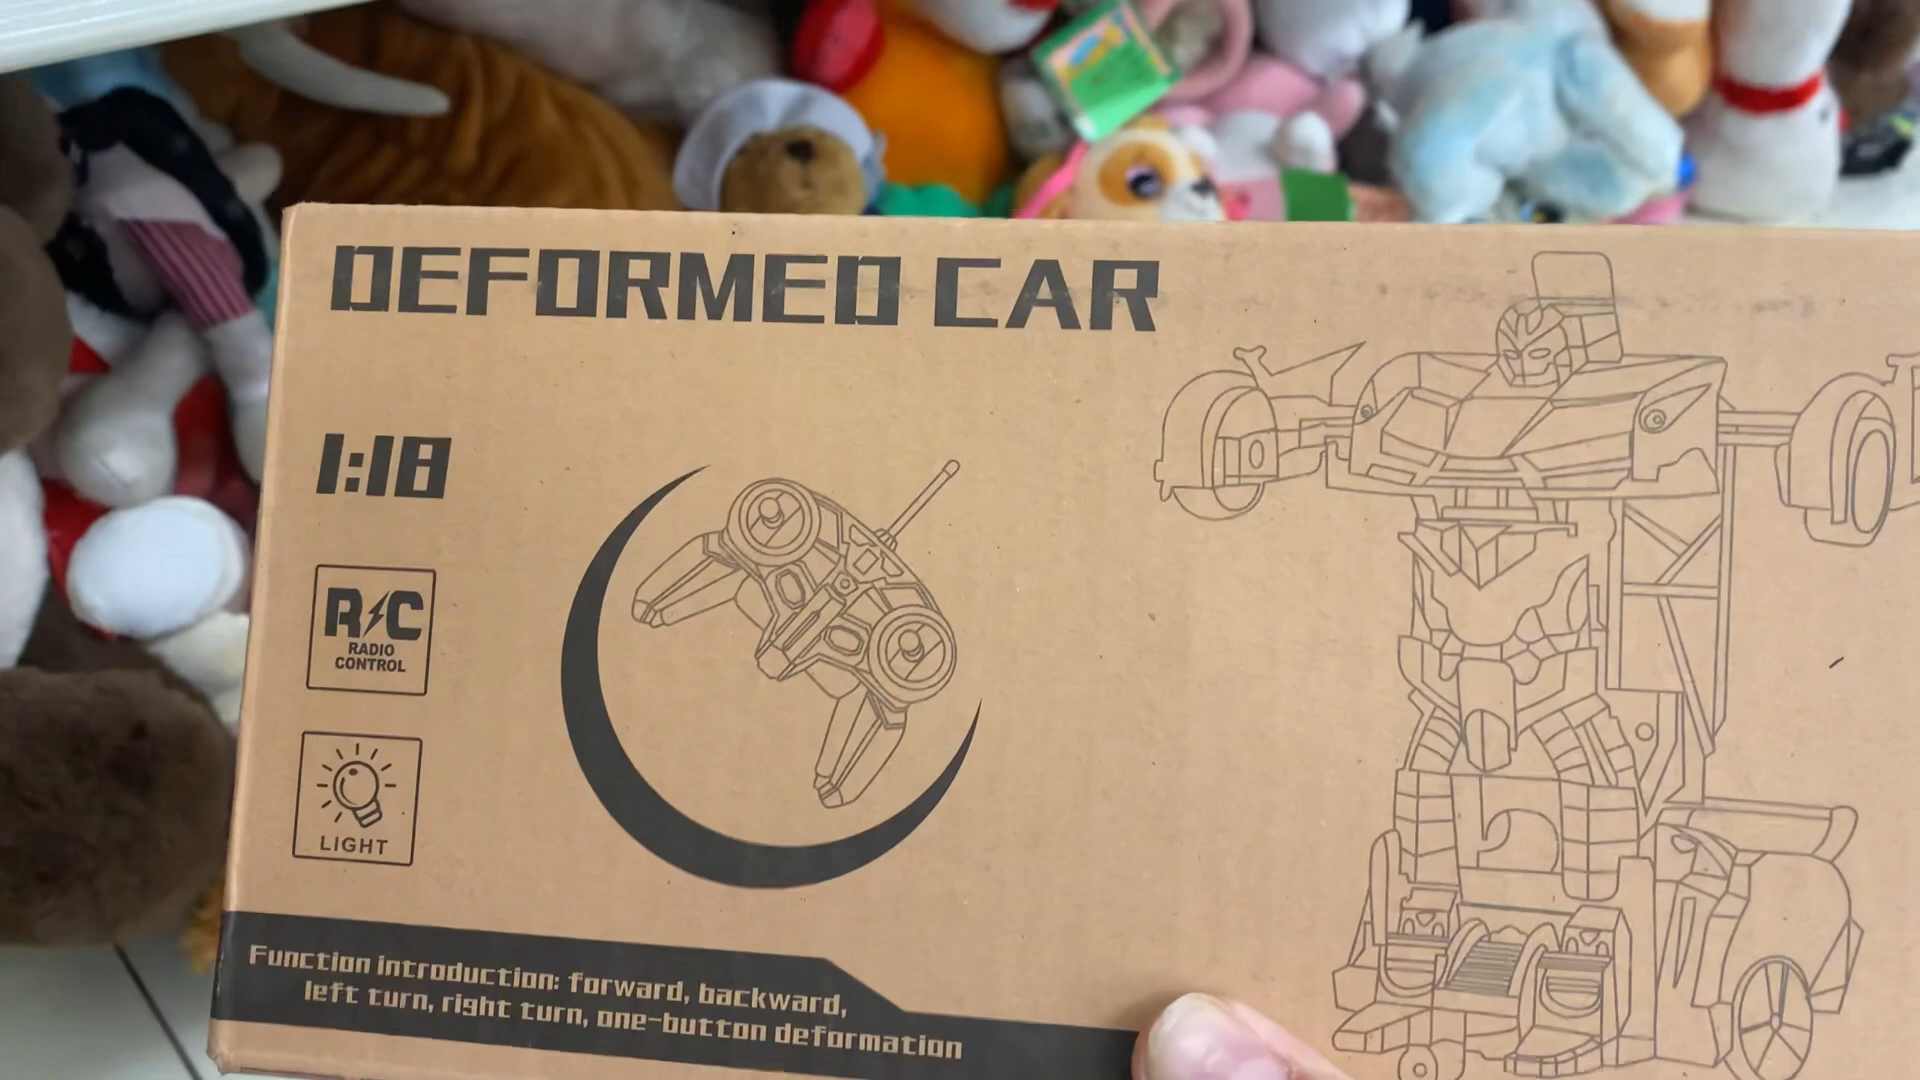 DEFORMED CAR
1:18
R/C
RADIO
CONTROL
LIGHT
Function introduction: forward, backward,
left turn, right turn, one-button deformation